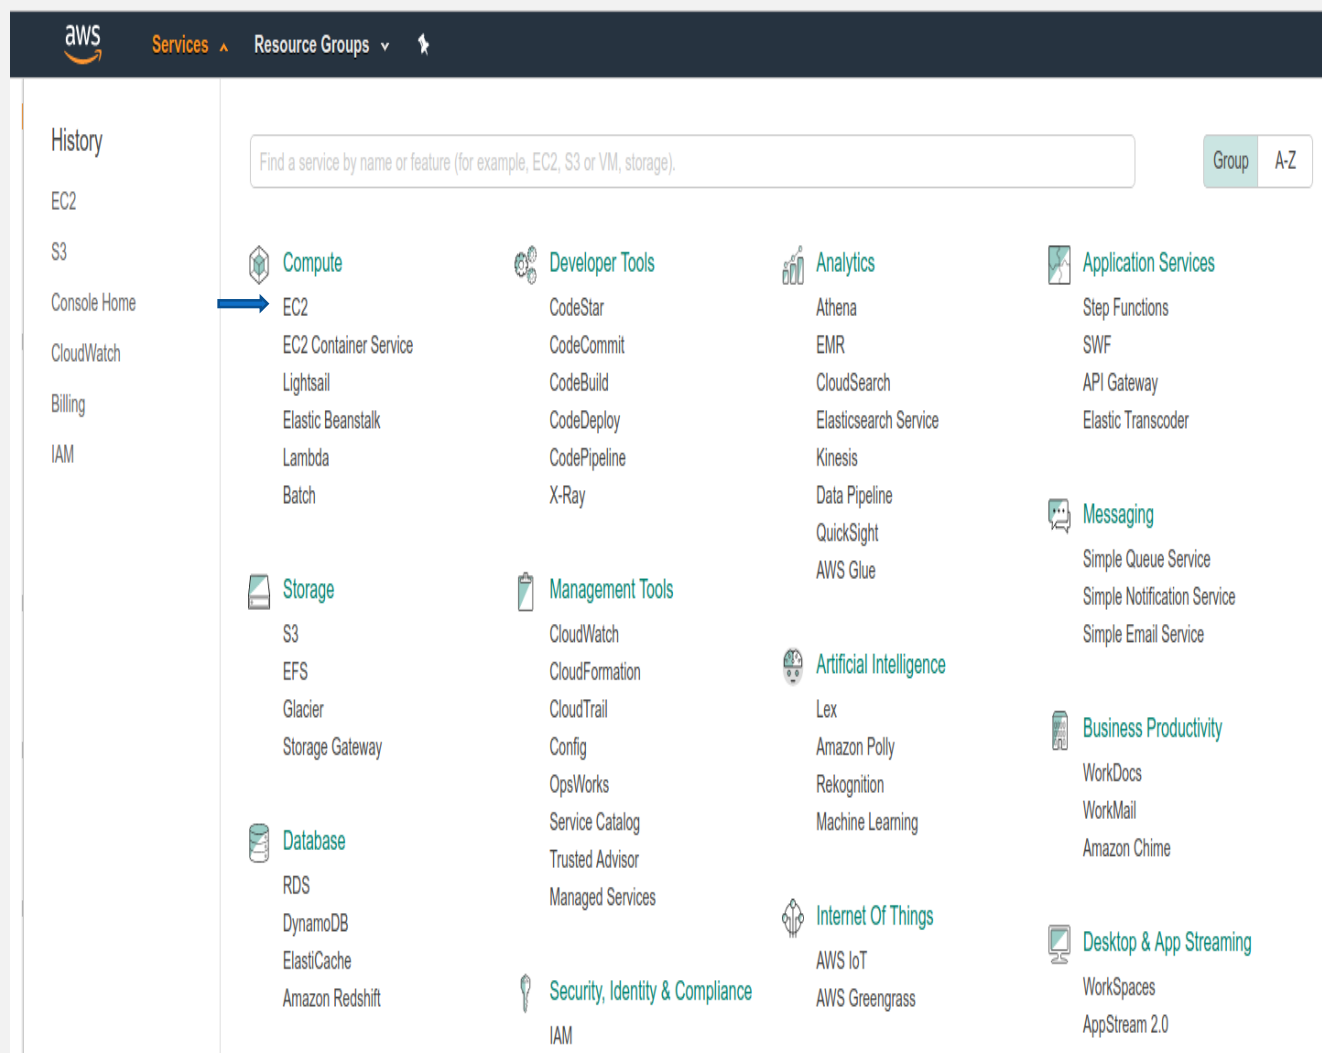 aws
Services
Resource Groups
History
EC2
S3
Console Home
CloudWatch
Billing
IAM
Find a service by name or feature (for example, EC2, S3 or VM, storage).
Group
A-Z
Compute
EC2
EC2 Container Service
Lightsail
Elastic Beanstalk
Lambda
Batch
Storage
S3
EFS
Glacier
Storage Gateway
Database
RDS
DynamoDB
ElastiCache
Amazon Redshift
Developer Tools
CodeStar
CodeCommit
CodeBuild
CodeDeploy
CodePipeline
X-Ray
Management Tools
CloudWatch
CloudFormation
CloudTrail
Config
OpsWorks
Service Catalog
Trusted Advisor
Managed Services
Security, Identity & Compliance
IAM
Analytics
Athena
EMR
CloudSearch
Elasticsearch Service
Kinesis
Data Pipeline
QuickSight
AWS Glue
Artificial Intelligence
Lex
Amazon Polly
Rekognition
Machine Learning
Internet Of Things
AWS IoT
AWS Greengrass
Application Services
Step Functions
SWF
API Gateway
Elastic Transcoder
Messaging
Simple Queue Service
Simple Notification Service
Simple Email Service
Business Productivity
WorkDocs
WorkMail
Amazon Chime
Desktop & App Streaming
WorkSpaces
AppStream 2.0